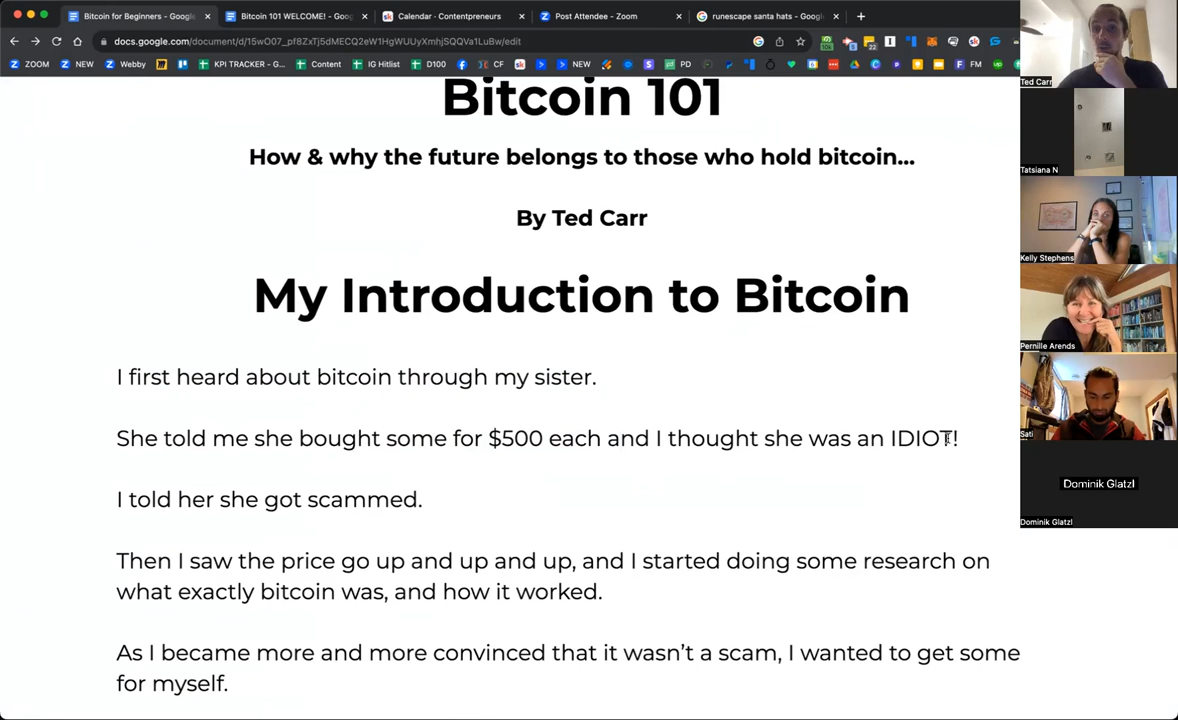 Bitcoin for Beginners - Google
Bitcoin 101 WELCOME! - Goog
Calendar · Contentpreneurs
Post Attendee - Zoom
runescape santa hats - Google
docs.google.com/document/d/15wO07_pf8ZxTj5dMECQ2eW1HgWUUyXmhjSQQVa1LuBw/edit
ZOOM NEW Webby KPI TRACKER - G... Content IG Hitlist D100 CF NEW PD FM
Bitcoin 101
How & why the future belongs to those who hold bitcoin...
By Ted Carr
My Introduction to Bitcoin
I first heard about bitcoin through my sister.
She told me she bought some for $500 each and I thought she was an IDIOT!
I told her she got scammed.
Then I saw the price go up and up and up, and I started doing some research on
what exactly bitcoin was, and how it worked.
As I became more and more convinced that it wasn't a scam, I wanted to get some
for myself.
Ted Carr
Tatsiana N
Kelly Stephens
Pernille Arends
Sati
Dominik Glatzl
Dominik Glatzl